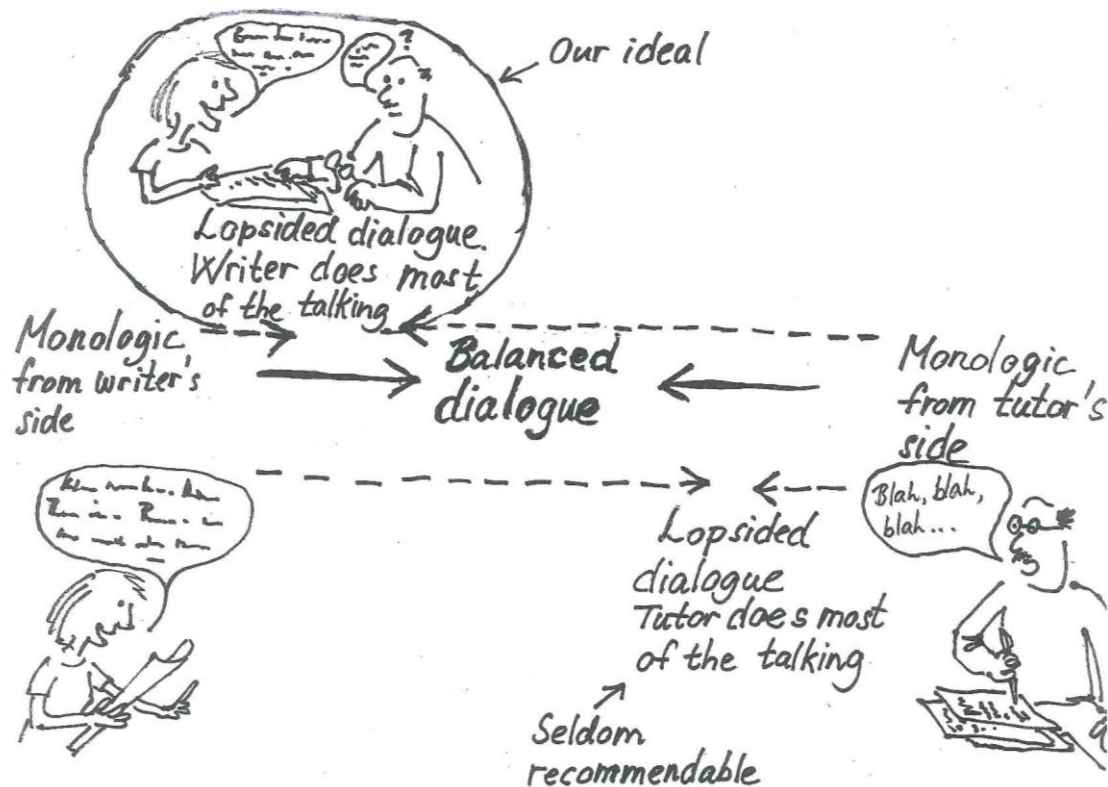 ?
Our ideal
Lopsided dialogue.
Writer does most
of the talking
Monologic
from writer's
side
Balanced
dialogue
Monologic
from tutor's
side
Blah, blah,
blah...
Lopsided
dialogue
Tutor does most
of the talking
Seldom
recommendable